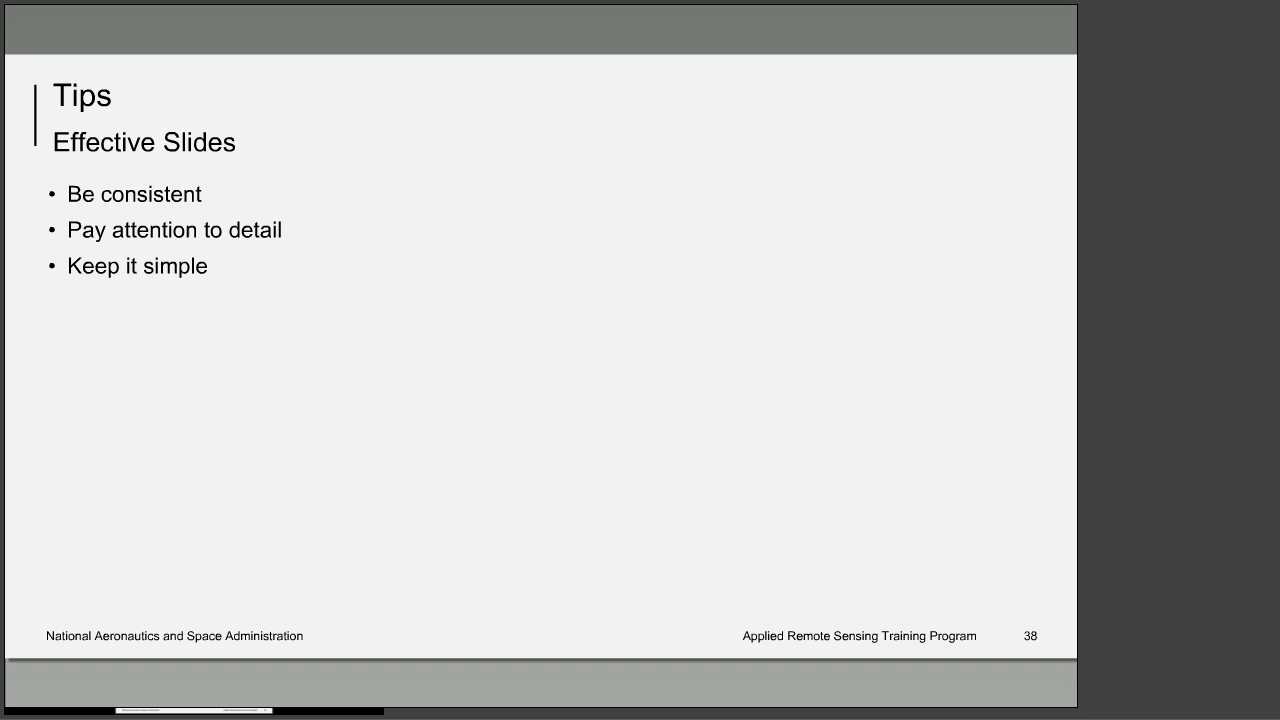 Tips
Effective Slides
• Be consistent
• Pay attention to detail
• Keep it simple
National Aeronautics and Space Administration
Applied Remote Sensing Training Program
38